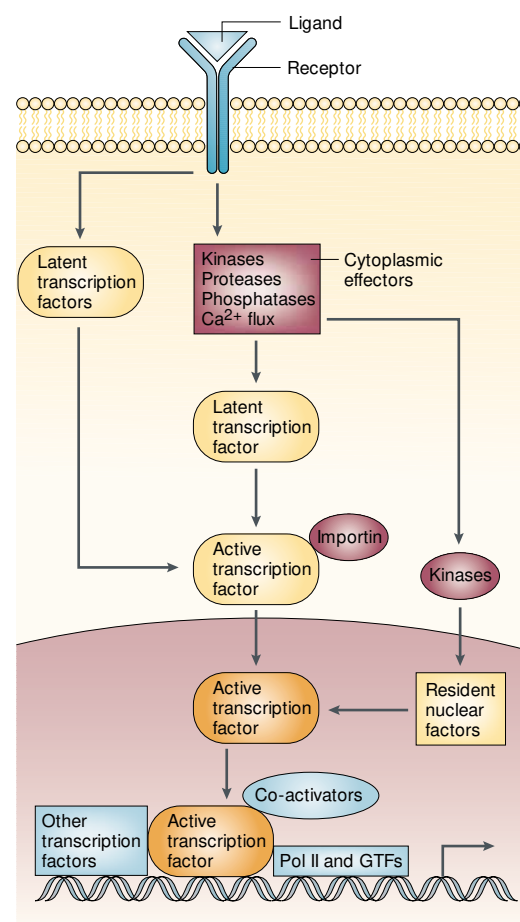 Ligand
Receptor
Latent
transcription
factors
Kinases
Proteases
Phosphatases
Ca2+ flux
Cytoplasmic
effectors
Latent
transcription
factor
Importin
Active
transcription
factor
Kinases
Active
transcription
factor
Resident
nuclear
factors
Co-activators
Other
transcription
factors
Active
transcription
factor
Pol II and GTFs